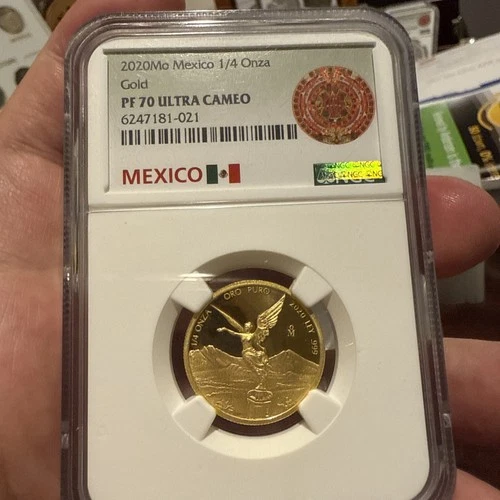 2020Mo Mexico 1/4 Onza
Gold
PF 70 ULTRA CAMEO
6247181-021
MEXICO
NGC
1/4 ONZA ORO PURO 2020 LEY .999